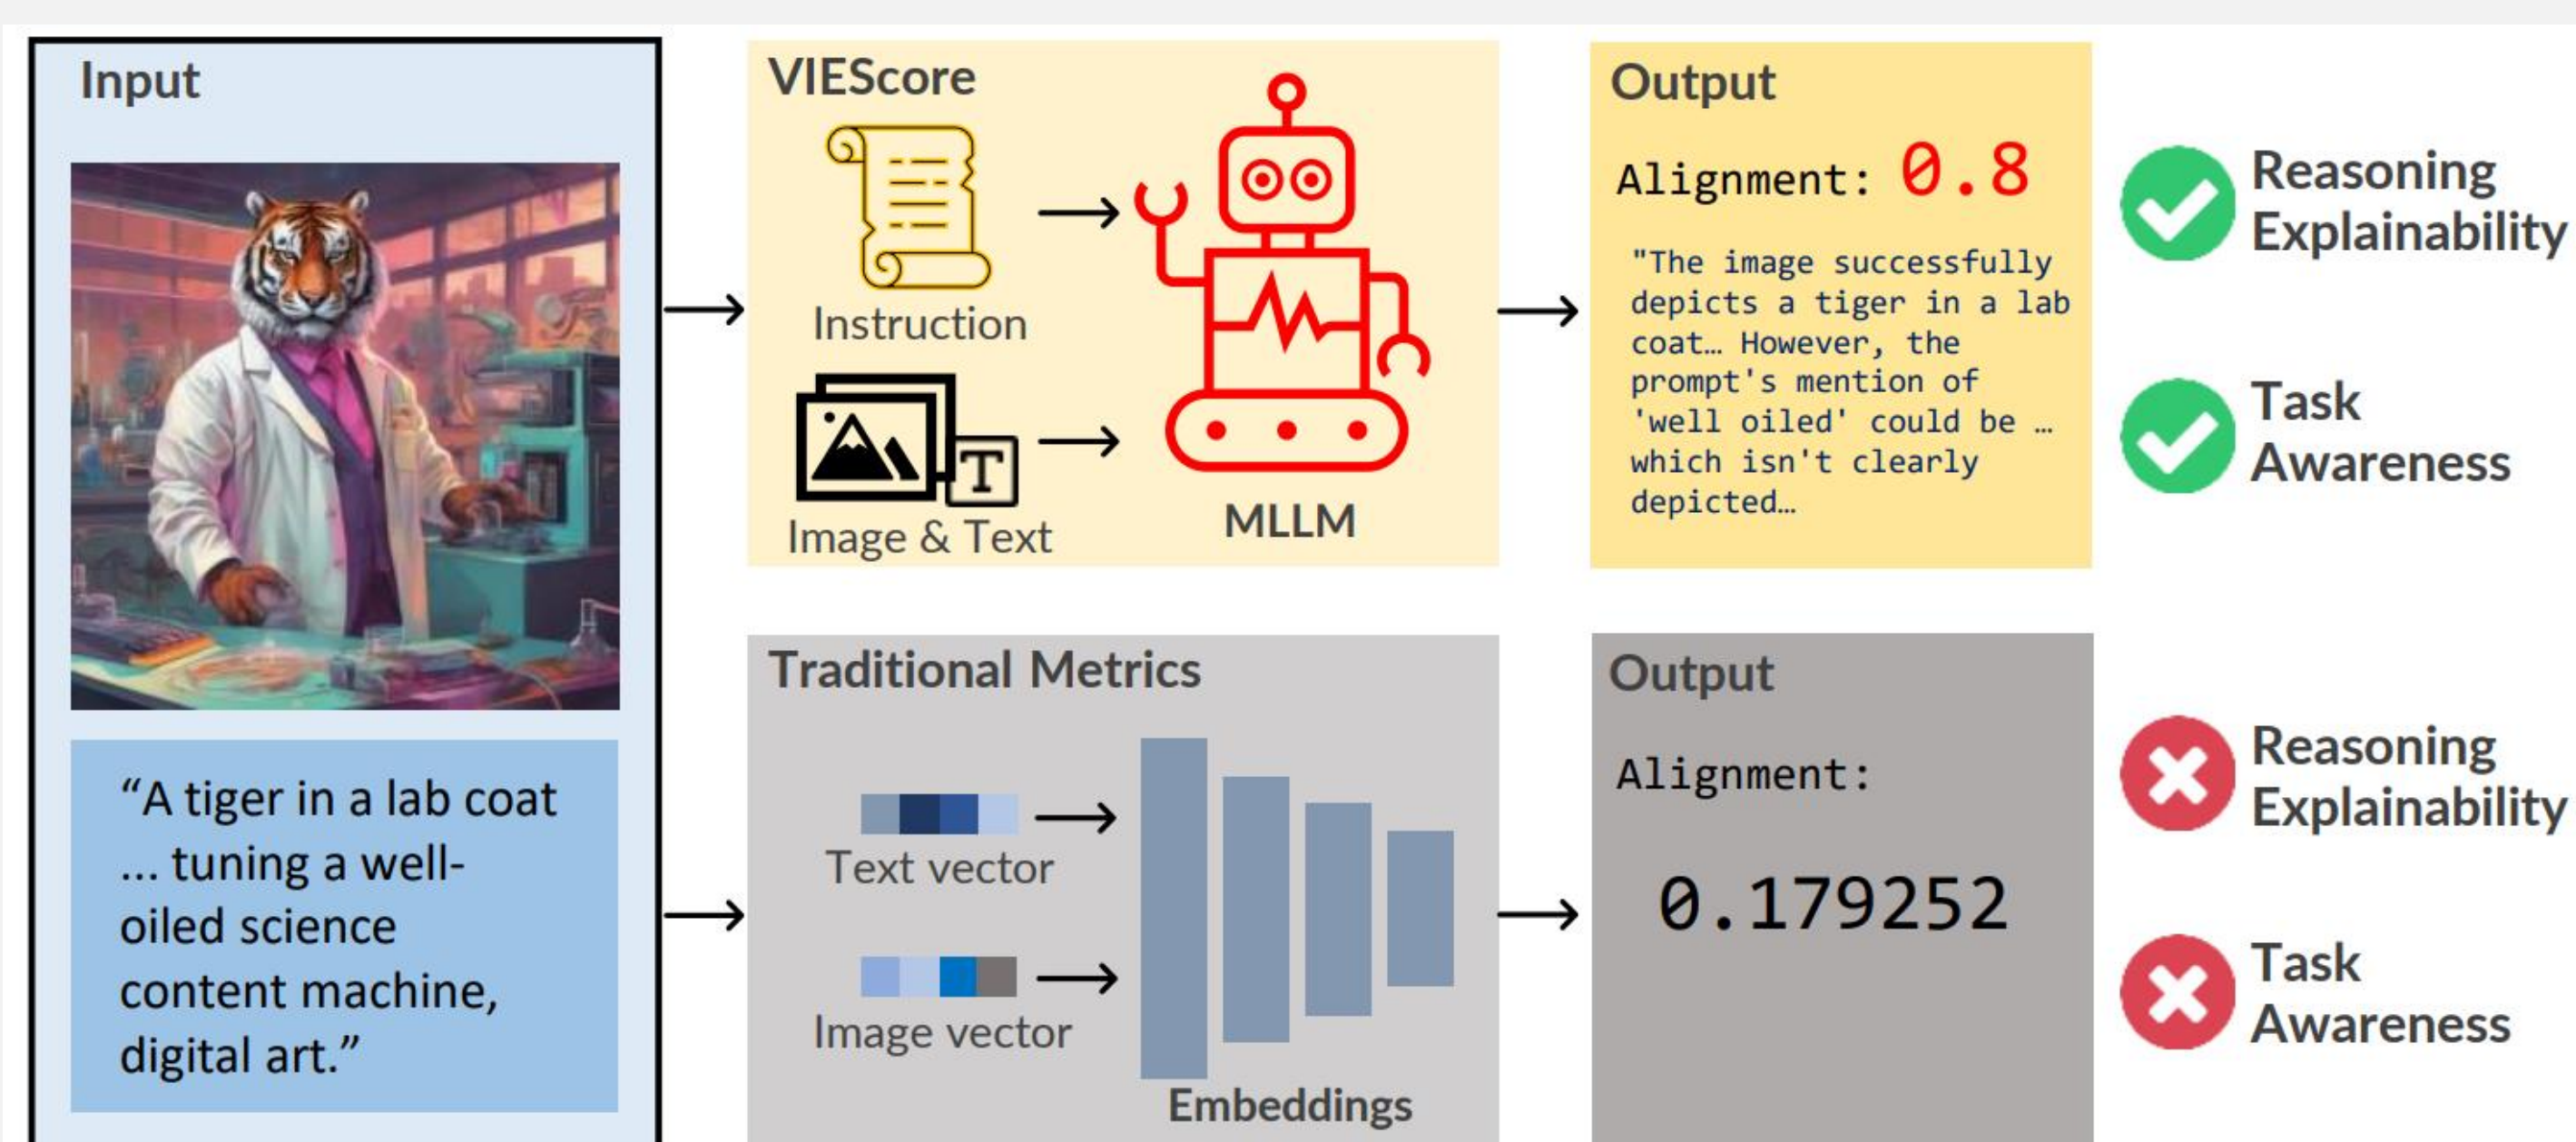 Input
“A tiger in a lab coat
... tuning a well-
oiled science
content machine,
digital art.”
VIEScore
Instruction
Image & Text
T
MLLM
Output
Alignment: 0.8
"The image successfully
depicts a tiger in a lab
coat… However, the
prompt's mention of
'well oiled' could be …
which isn't clearly
depicted…
Reasoning
Explainability
Task
Awareness
Traditional Metrics
Text vector
Image vector
Embeddings
Output
Alignment:
0.179252
Reasoning
Explainability
Task
Awareness